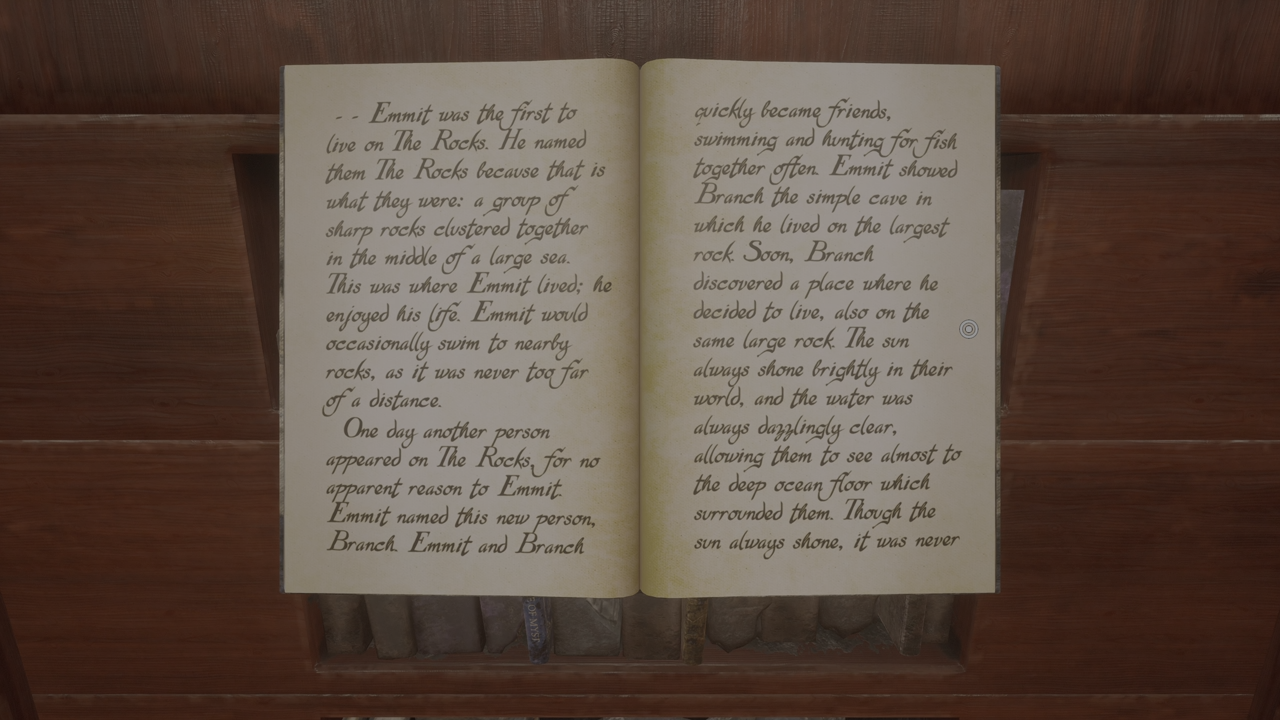 - - Emmit was the first to
live on The Rocks. He named
them The Rocks because that is
what they were: a group of
sharp rocks clustered together
in the middle of a large sea.
This was where Emmit lived; he
enjoyed his life. Emmit would
occasionally swim to nearby
rocks, as it was never too far
of a distance.
One day another person
appeared on The Rocks, for no
apparent reason to Emmit.
Emmit named this new person,
Branch. Emmit and Branch
quickly became friends,
swimming and hunting for fish
together often. Emmit showed
Branch the simple cave in
which he lived on the largest
rock. Soon, Branch
discovered a place where he
decided to live, also on the
same large rock. The sun
always shone brightly in their
world, and the water was
always dazzlingly clear,
allowing them to see almost to
the deep ocean floor which
surrounded them. Though the
sun always shone, it was never
OF MYST